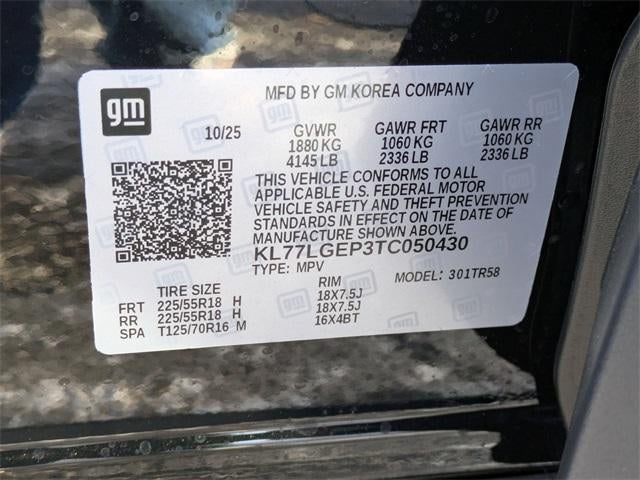 MFD BY GM KOREA COMPANY
gm
10/25 GVWR GAWR FRT GAWR RR
1880 KG 1060 KG 1060 KG
4145 LB 2336 LB 2336 LB
THIS VEHICLE CONFORMS TO ALL
APPLICABLE U.S. FEDERAL MOTOR
VEHICLE SAFETY AND THEFT PREVENTION
STANDARDS IN EFFECT ON THE DATE OF
MANUFACTURE SHOWN ABOVE.
KL77LGEP3TC050430
TYPE: MPV MODEL: 301TR58
TIRE SIZE RIM
FRT 225/55R18 H 18X7.5J
RR 225/55R18 H 18X7.5J
SPA T125/70R16 M 16X4BT